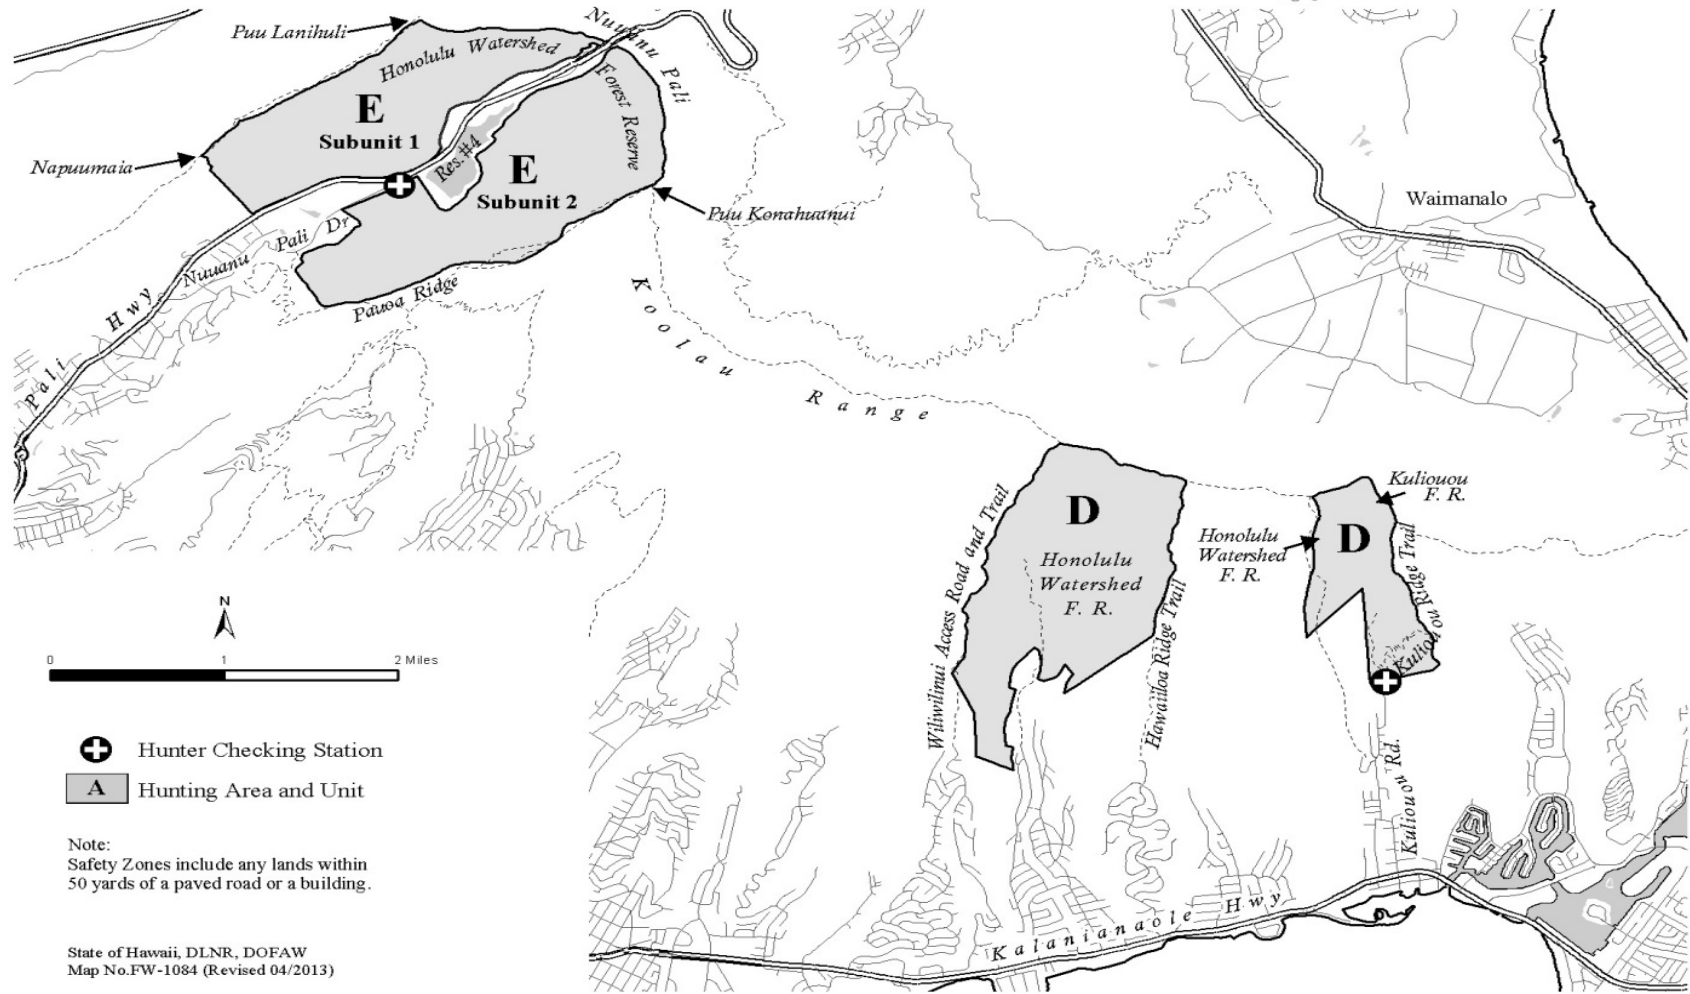 Puu Lanihuli
Honolulu Watershed
Nuuanu Pali
Forest Reserve
E
Subunit 1
Res. #4
E
Subunit 2
Napuumaia
Puu Konahuanui
Nuuanu Pali Dr
Pali Hwy
Pauoa Ridge
Koolau Range
Waimanalo
D
Honolulu
Watershed
F. R.
Wiliwilinui Access Road and Trail
Hawaiiloa Ridge Trail
Honolulu
Watershed
F. R.
D
Kuliouou
F. R.
Kuliouou Ridge Trail
Kuliouou Rd.
Kalanianaole Hwy
N
0 1 2 Miles
Hunter Checking Station
A Hunting Area and Unit
Note:
Safety Zones include any lands within
50 yards of a paved road or a building.
State of Hawaii, DLNR, DOFAW
Map No.FW-1084 (Revised 04/2013)